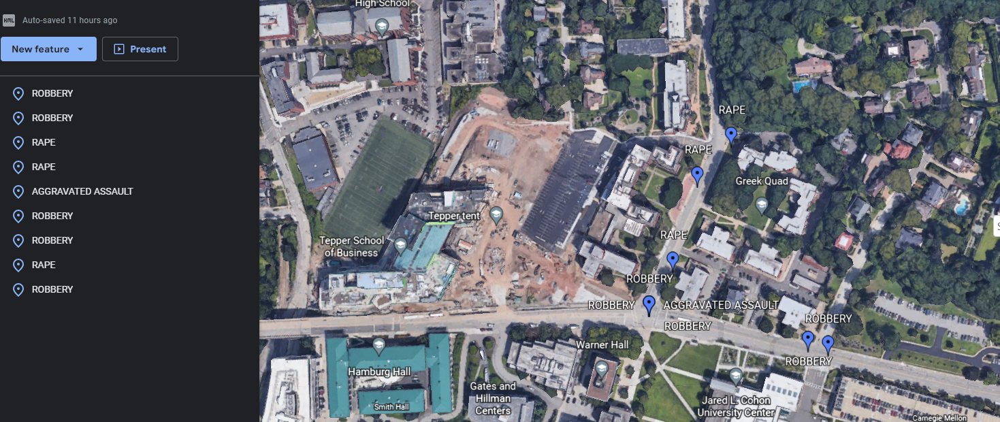 KML Auto-saved 11 hours ago
New feature Present
ROBBERY
ROBBERY
RAPE
RAPE
AGGRAVATED ASSAULT
ROBBERY
ROBBERY
RAPE
ROBBERY
High School
RAPE
RAPE
Greek Quad
Tepper tent
RAPE
Tepper School
of Business
ROBBERY
ROBBERY
AGGRAVATED ASSAULT
ROBBERY
ROBBERY
Warner Hall
ROBBERY
Hamburg Hall
Gates and
Hillman
Centers
Smith Hall
Jared L. Cohon
University Center
Carnegie Mellon